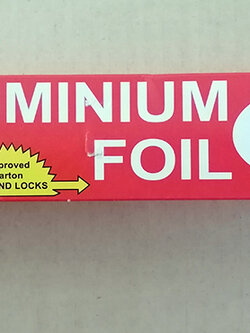 MINIUM
FOIL
proved
arton
ND LOCKS